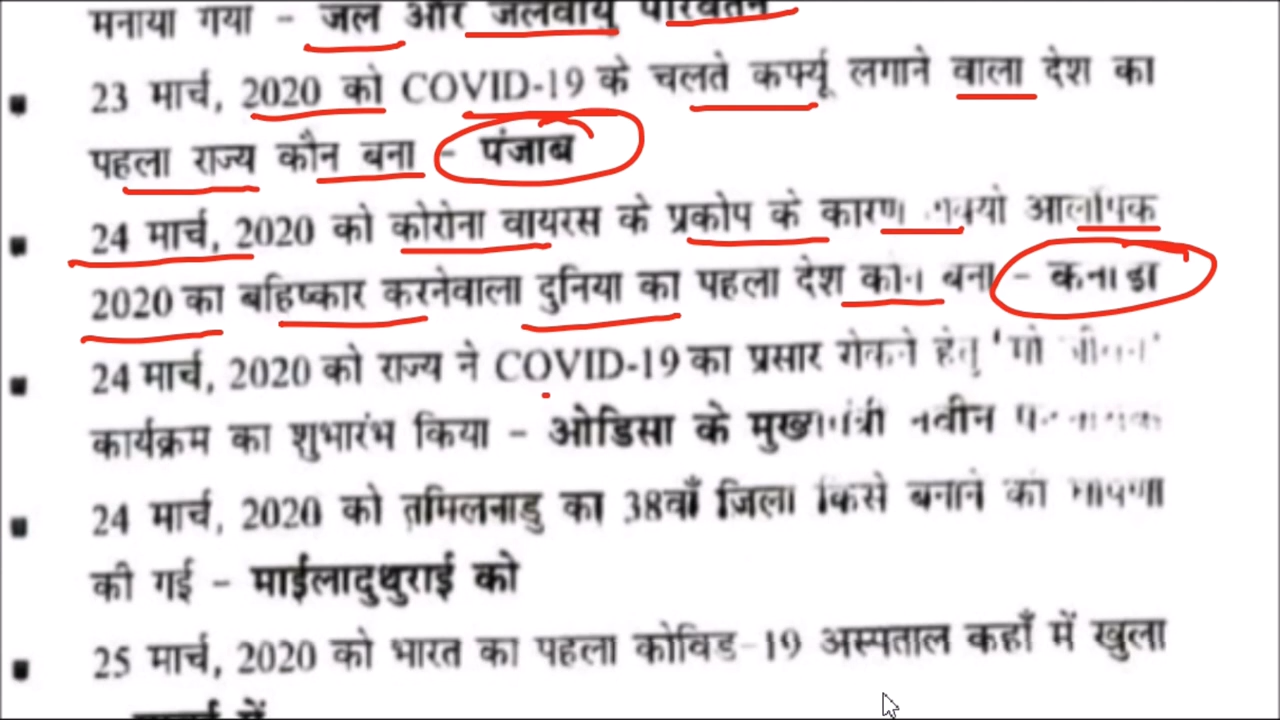 मनाया गया - जल और जलवायु परिवर्तन
23 मार्च, 2020 को COVID-19 के चलते कर्फ्यू लगाने वाला देश का
पहला राज्य कौन बना - पंजाब
24 मार्च, 2020 को कोरोना वायरस के प्रकोप के कारण आलंपिक
2020 का बहिष्कार करनेवाला दुनिया का पहला देश कौन बना - कनाडा
24 मार्च, 2020 को राज्य ने COVID-19 का प्रसार रोकने हेतु
कार्यक्रम का शुभारंभ किया - ओडिसा के मुख्यमंत्री नवीन
24 मार्च, 2020 को तमिलनाडु का 38वाँ जिला किसे बनाने की घोषणा
की गई - माईलादुथुराई को
25 मार्च, 2020 को भारत का पहला कोविड-19 अस्पताल कहाँ में खुला
में